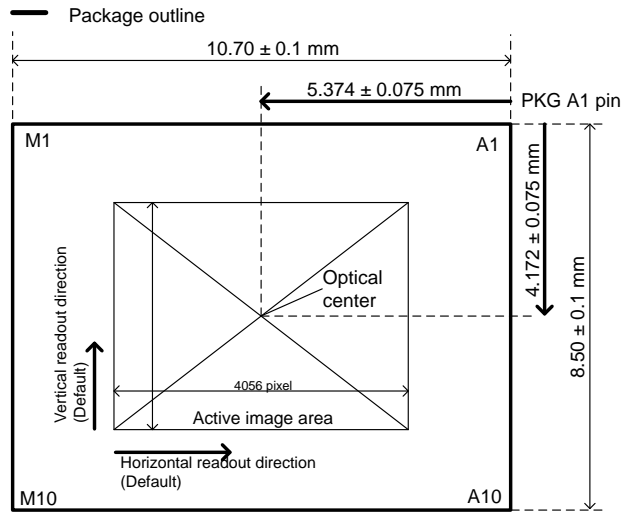 Package outline
10.70 ± 0.1 mm
5.374 ± 0.075 mm
PKG A1 pin
M1
A1
4.172 ± 0.075 mm
8.50 ± 0.1 mm
Optical
center
Vertical readout direction
(Default)
4056 pixel
Active image area
Horizontal readout direction
(Default)
M10
A10